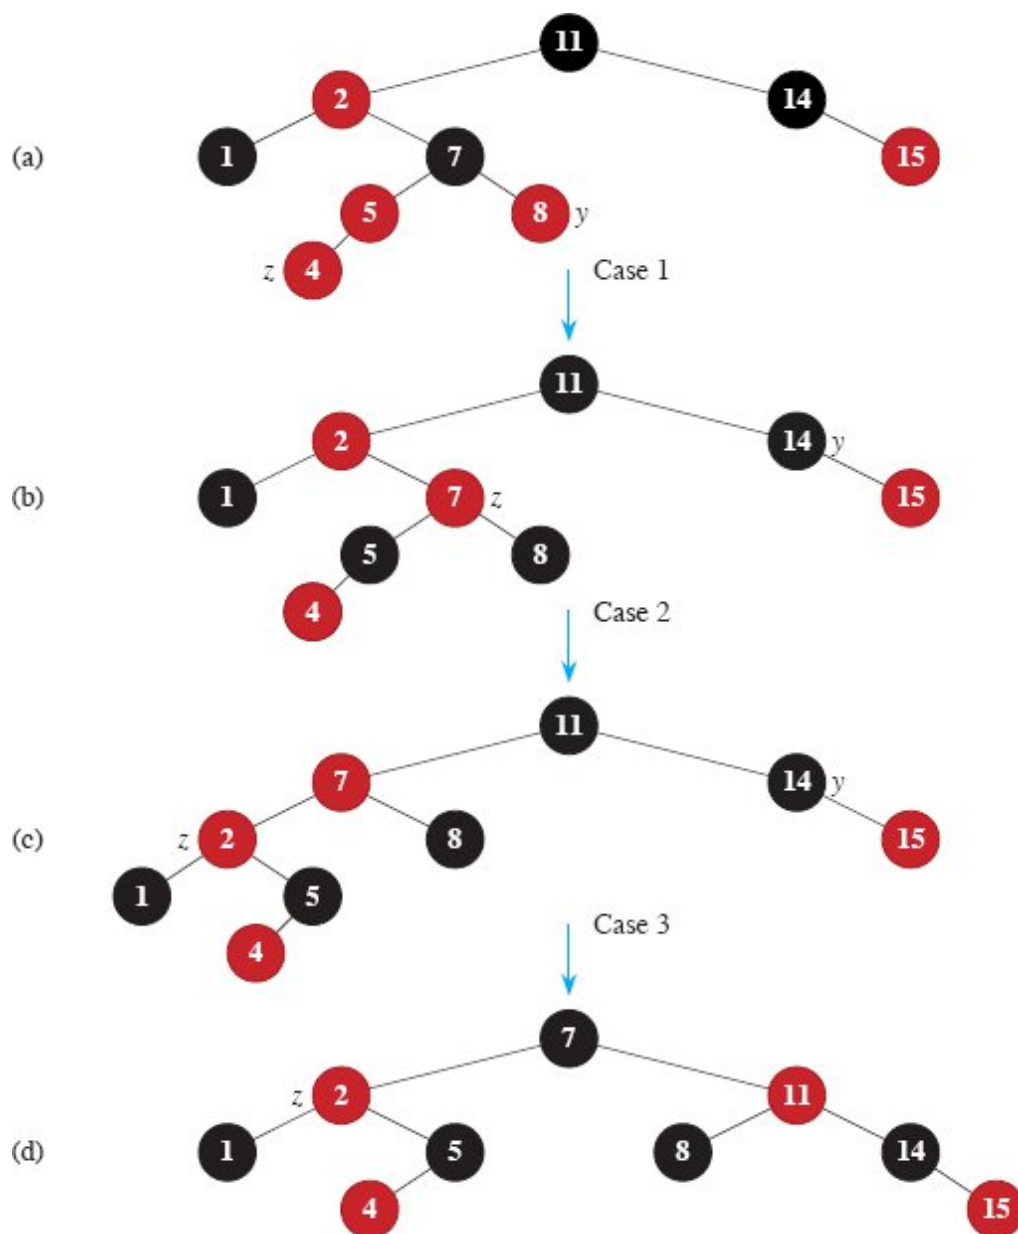 11
2 14
(a) 1 7 15
5 8 y
z 4 Case 1
11
2 14 y
(b) 1 7 z 15
5 8
4 Case 2
11
7 14 y
(c) z 2 8 15
1 5
4 Case 3
7
z 2 11
(d) 1 5 8 14
4 15